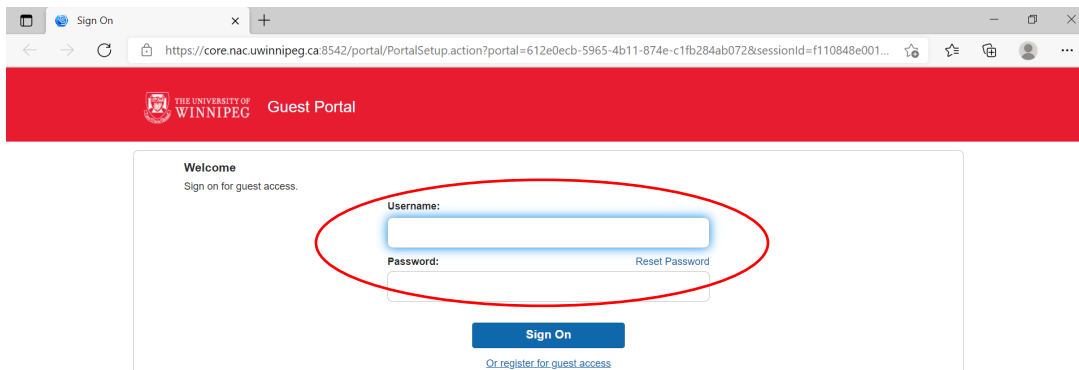 Sign On
https://core.nac.uwinnipeg.ca:8542/portal/PortalSetup.action?portal=612e0ecb-5965-4b11-874e-c1fb284ab072&sessionId=f110848e001...
THE UNIVERSITY OF
WINNIPEG
Guest Portal
Welcome
Sign on for guest access.
Username:
Password:
Reset Password
Sign On
Or register for guest access